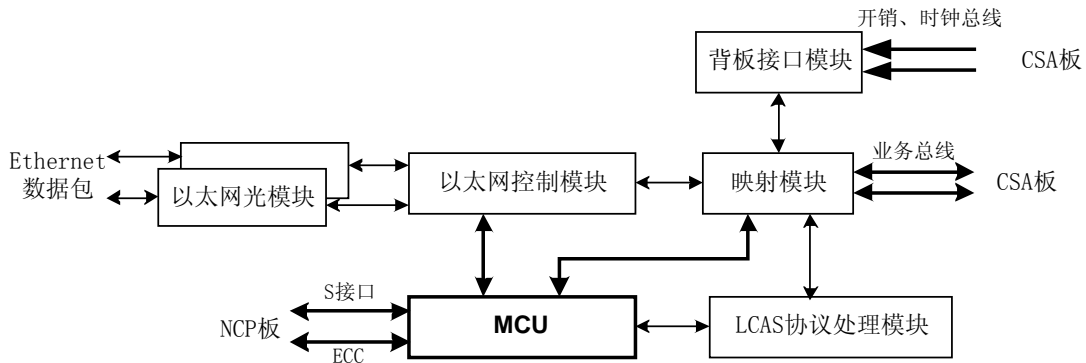 开销、时钟总线
背板接口模块
CSA板
Ethernet
数据包
以太网光模块
以太网控制模块
映射模块
业务总线
CSA板
S接口
NCP板
MCU
LCAS协议处理模块
ECC